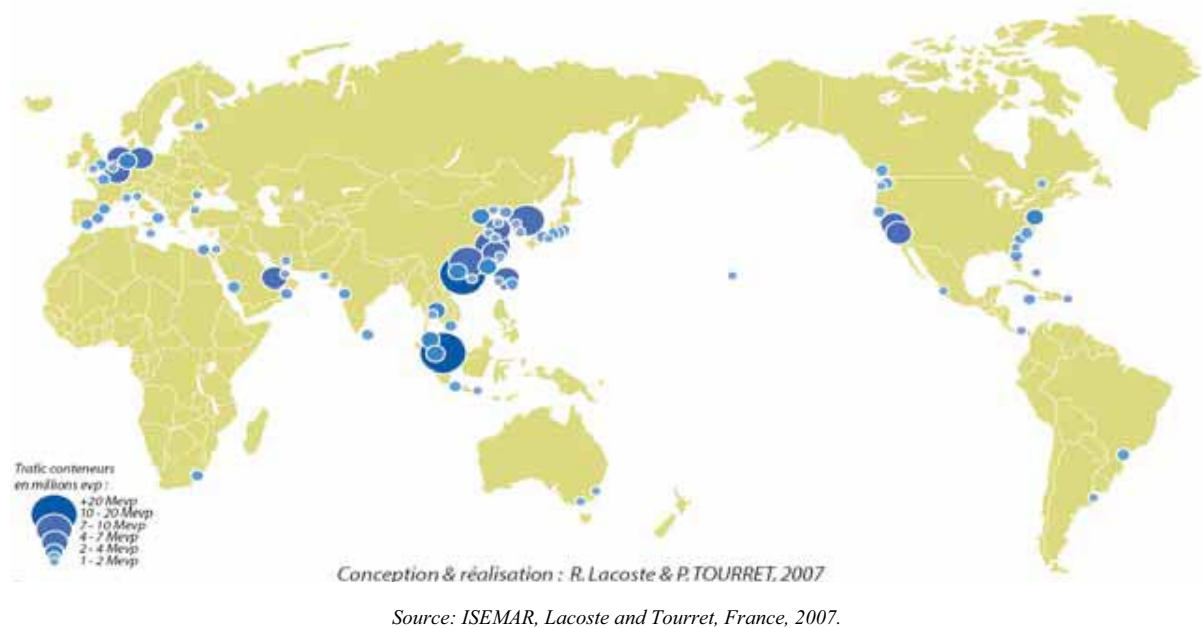 Trafic conteneurs
en millions evp :
+20 Mevp
10 - 20 Mevp
7 - 10 Mevp
4 - 7 Mevp
2 - 4 Mevp
1 - 2 Mevp
Conception & réalisation : R. Lacoste & P. TOURRET, 2007
Source: ISEMAR, Lacoste and Tourret, France, 2007.